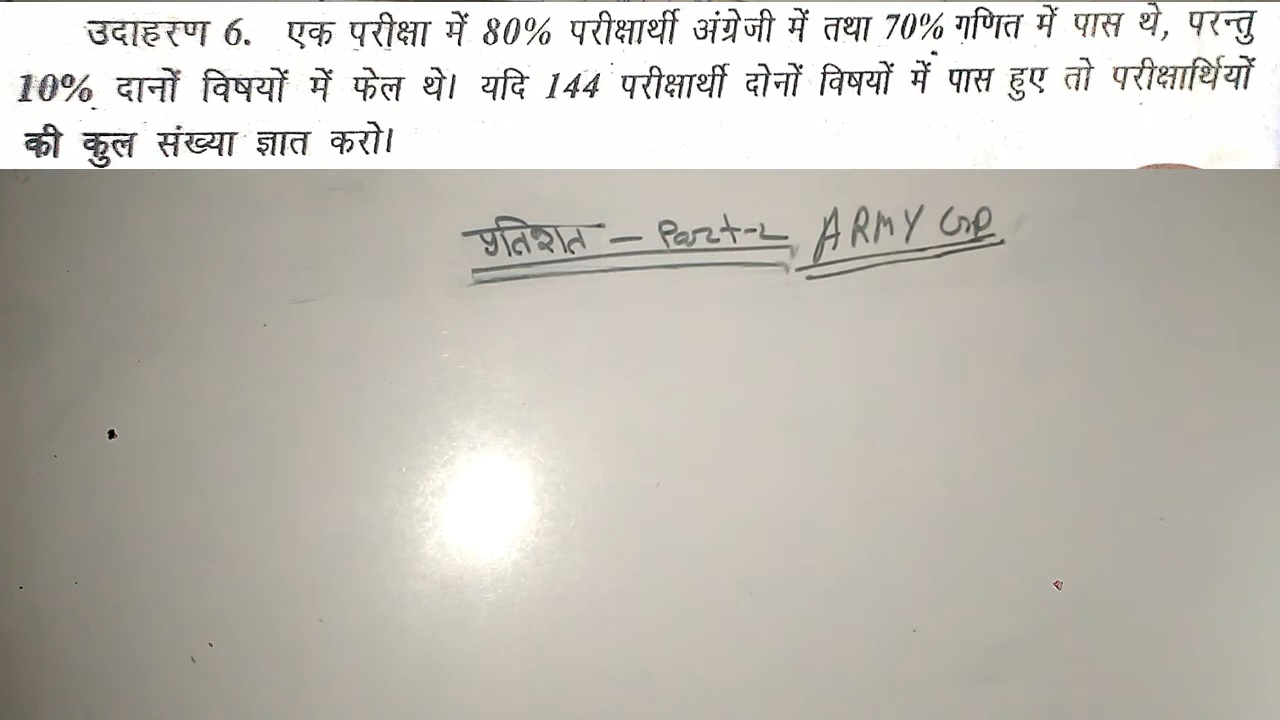 उदाहरण 6. एक परीक्षा में 80% परीक्षार्थी अंग्रेजी में तथा 70% गणित में पास थे, परन्तु
10% दानों विषयों में फेल थे। यदि 144 परीक्षार्थी दोनों विषयों में पास हुए तो परीक्षार्थियों
की कुल संख्या ज्ञात करो।
प्रतिशत - Part-2 ARMY GD